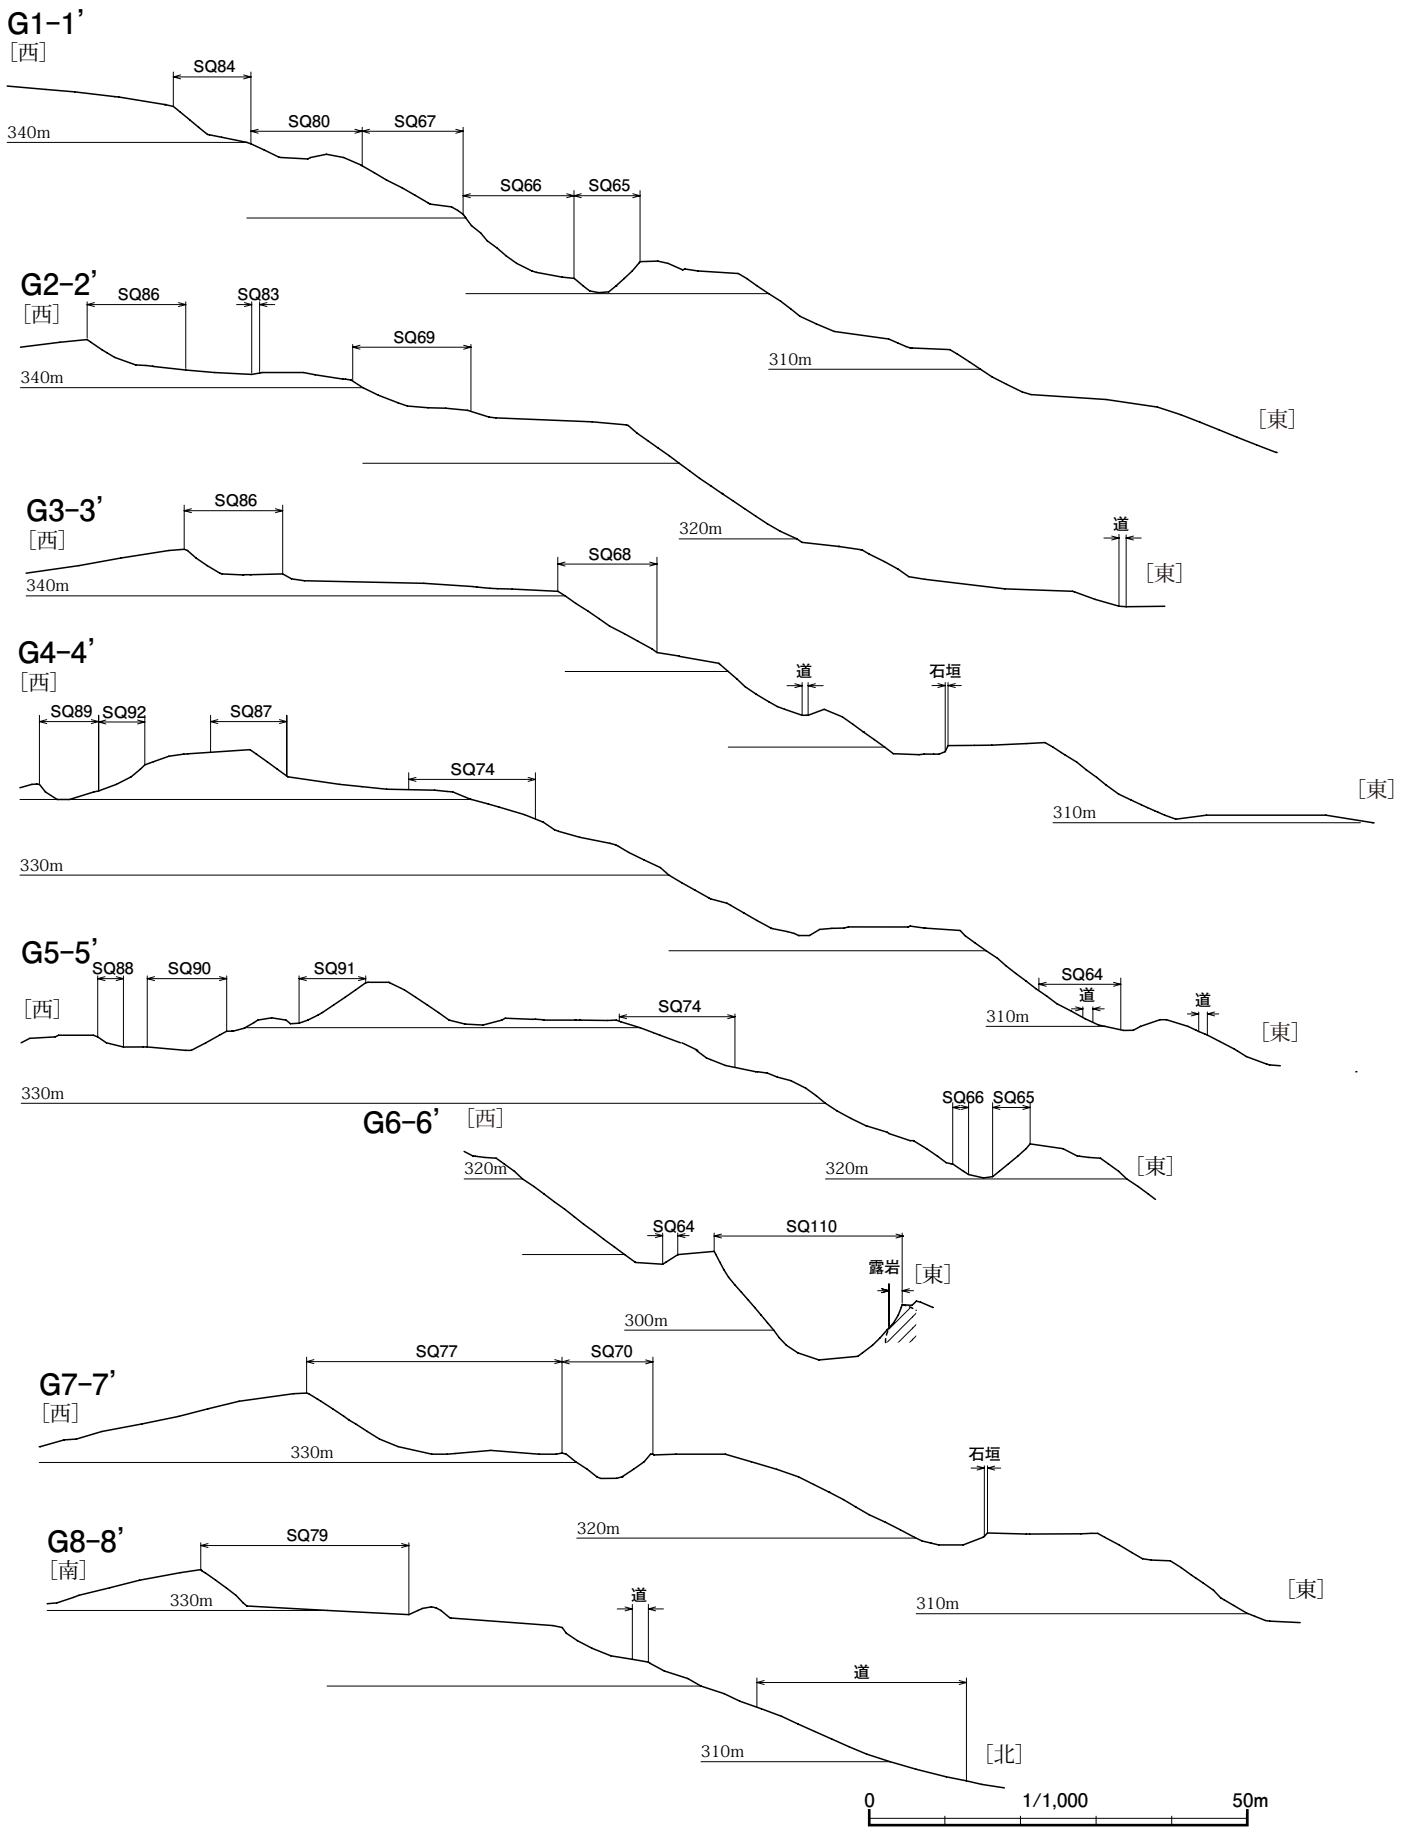 G1-1’
[西]
SQ84
SQ80 SQ67
340m
SQ66 SQ65
310m
[東]
G2-2’
[西]
SQ86 SQ83
SQ69
340m
320m
道
[東]
G3-3’
[西]
SQ86
SQ68
340m
道 石垣
310m
[東]
G4-4’
[西]
SQ89 SQ92 SQ87
SQ74
330m
SQ64
道 道
310m
[東]
G5-5’
[西]
SQ88 SQ90 SQ91
SQ74
330m
SQ66 SQ65
320m
[東]
G6-6’ [西]
320m
SQ64 SQ110
露岩 [東]
300m
G7-7’
[西]
SQ77 SQ70
330m
石垣
320m
310m
[東]
G8-8’
[南]
SQ79
330m
道
道
310m
[北]
0 1/1,000 50m